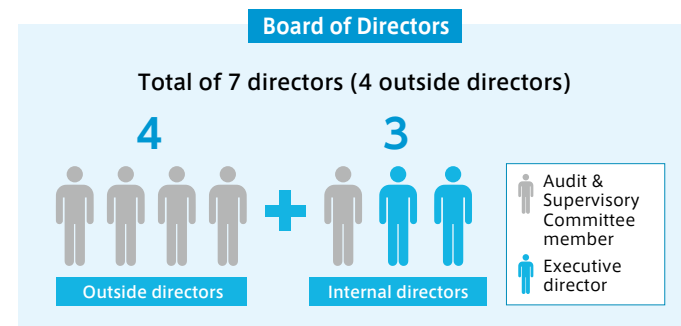 Board of Directors
Total of 7 directors (4 outside directors)
4
3
Outside directors
Internal directors
Audit &
Supervisory
Committee
member
Executive
director